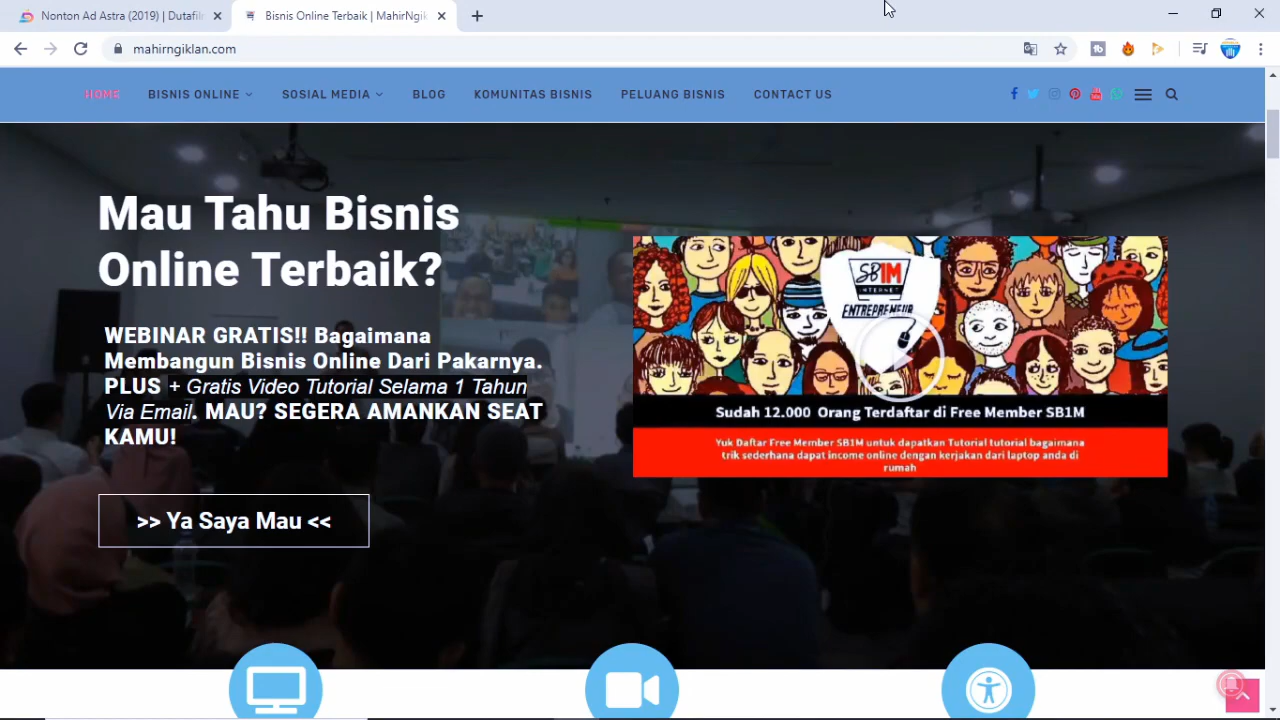 Nonton Ad Astra (2019) | Dutafil
Bisnis Online Terbaik | MahirNgik
mahirngiklan.com
HOME BISNIS ONLINE SOSIAL MEDIA BLOG KOMUNITAS BISNIS PELUANG BISNIS CONTACT US
Mau Tahu Bisnis
Online Terbaik?
WEBINAR GRATIS!! Bagaimana
Membangun Bisnis Online Dari Pakarnya.
PLUS + Gratis Video Tutorial Selama 1 Tahun
Via Email. MAU? SEGERA AMANKAN SEAT
KAMU!
>> Ya Saya Mau <<
SB1M
INTERNET
ENTREPRENEUR
Sudah 12.000 Orang Terdaftar di Free Member SB1M
Yuk Daftar Free Member SB1M untuk dapatkan Tutorial tutorial bagaimana
trik sederhana dapat income online dengan kerjakan dari laptop anda di
rumah